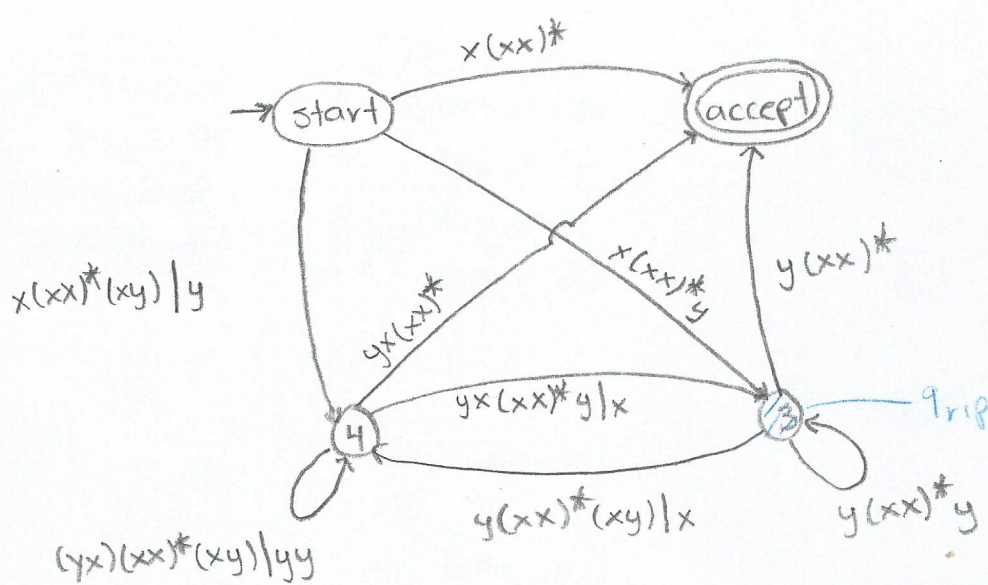 x(xx)*
start
accept
x(xx)*(xy)|y
yx(xx)*
x(xx)*y
y(xx)*
4
yx(xx)*y|x
3
qrip
y(xx)*(xy)|x
y(xx)*y
(yx)(xx)*(xy)|yy